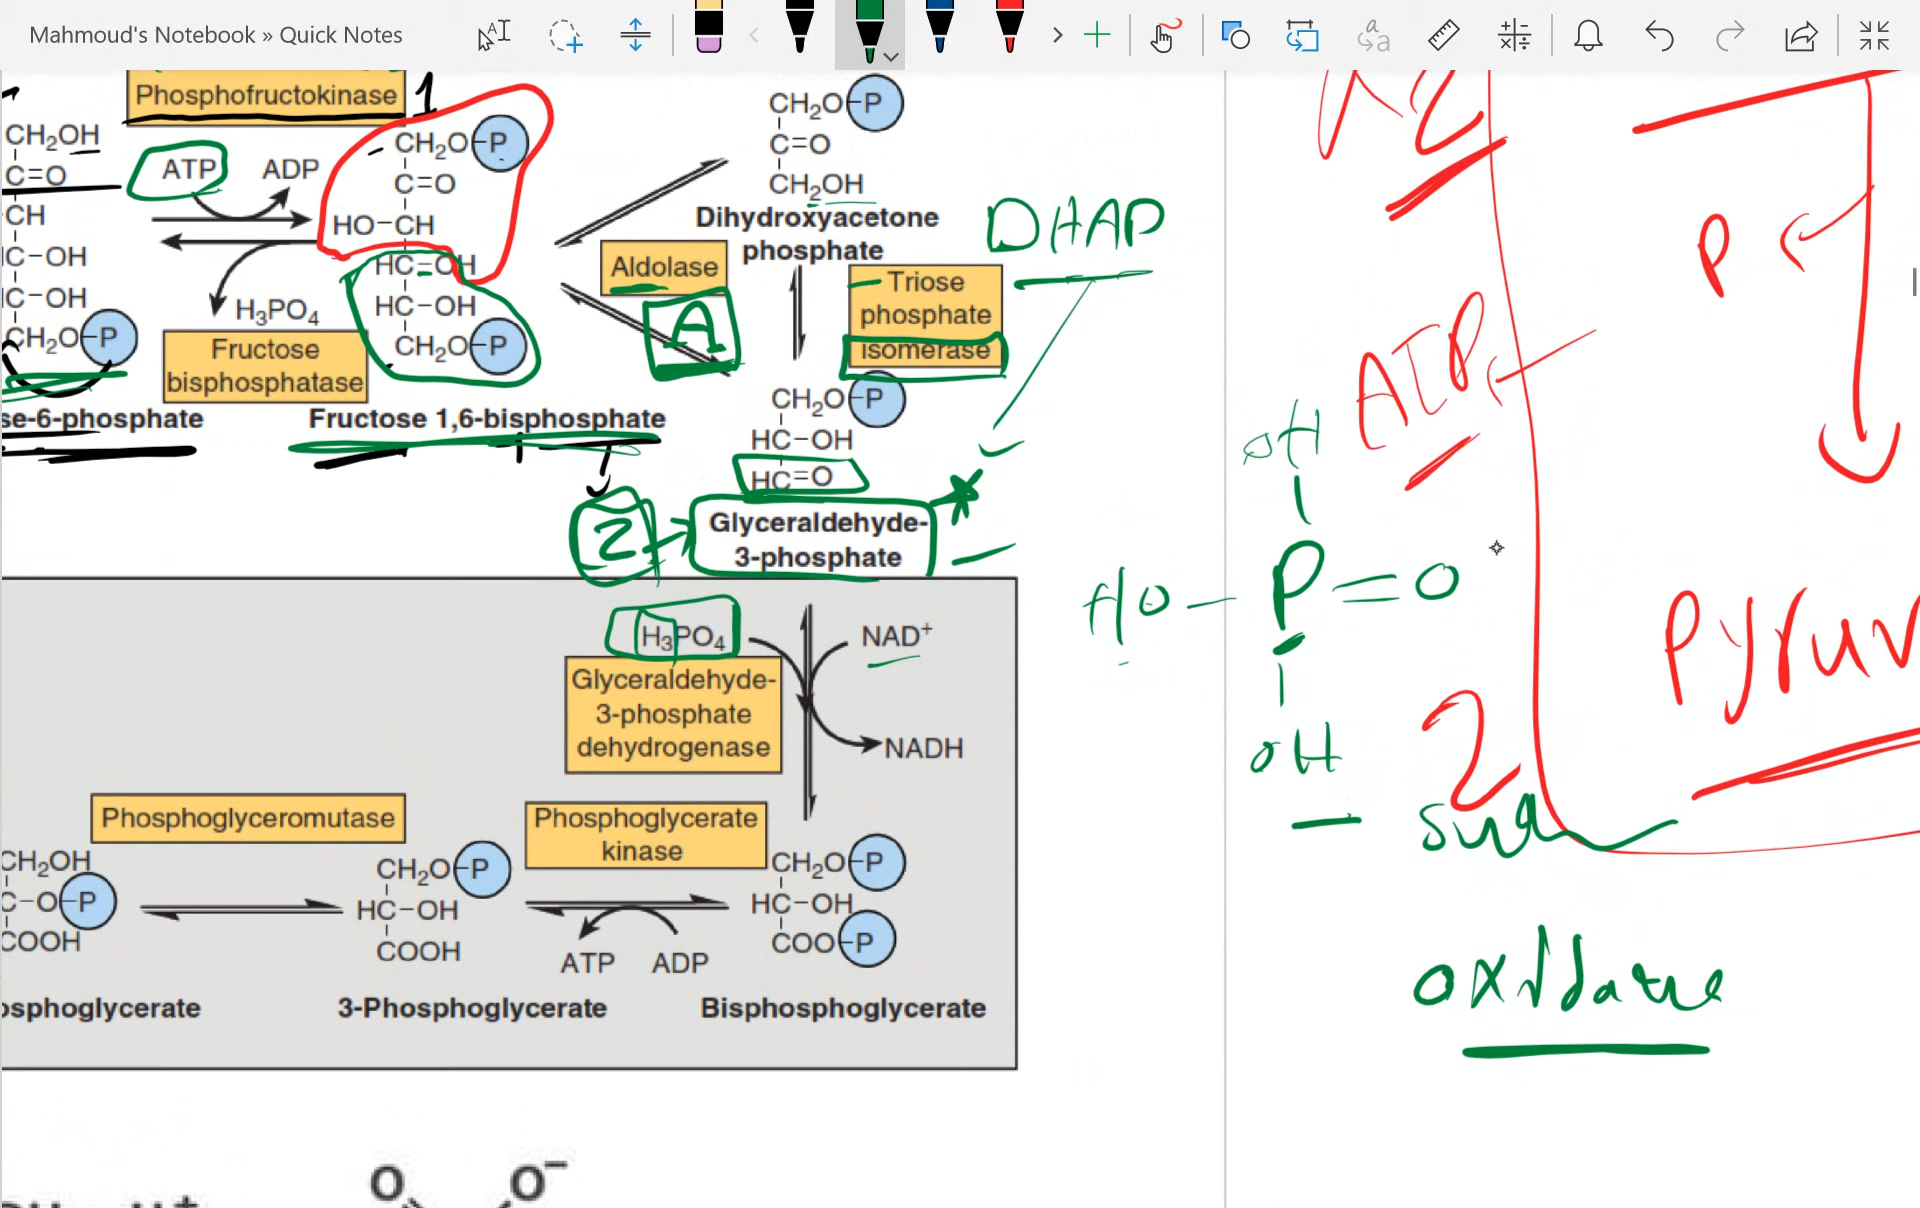 Mahmoud's Notebook » Quick Notes
Phosphofructokinase
1
CH2OH
C=O
CH
C-OH
C-OH
CH2O-P
se-6-phosphate
ATP
ADP
H3PO4
Fructose
bisphosphatase
CH2O-P
C=O
HO-CH
HC=OH
HC-OH
CH2O-P
Fructose 1,6-bisphosphate
Aldolase
A
CH2O-P
C=O
CH2OH
Dihydroxyacetone
phosphate
DHAP
Triose
phosphate
isomerase
CH2O-P
HC-OH
HC=O
2
Glyceraldehyde-
3-phosphate
H3PO4
NAD+
Glyceraldehyde-
3-phosphate
dehydrogenase
NADH
Phosphoglyceromutase
Phosphoglycerate
kinase
CH2OH
C-O-P
COOH
osphoglycerate
CH2O-P
HC-OH
COOH
3-Phosphoglycerate
ATP
ADP
CH2O-P
HC-OH
COO-P
Bisphosphoglycerate
2
P
ATP
OH
HO-P=O
OH
Pyruv
2
oxidative
O
O−